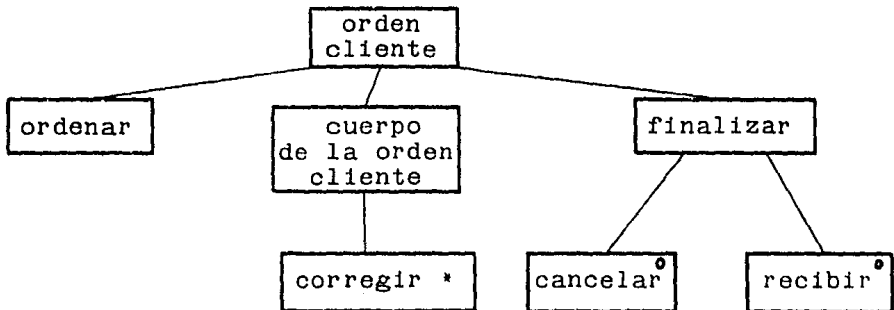 orden
cliente
ordenar
cuerpo
de la orden
cliente
finalizar
corregir *
cancelar o
recibir o